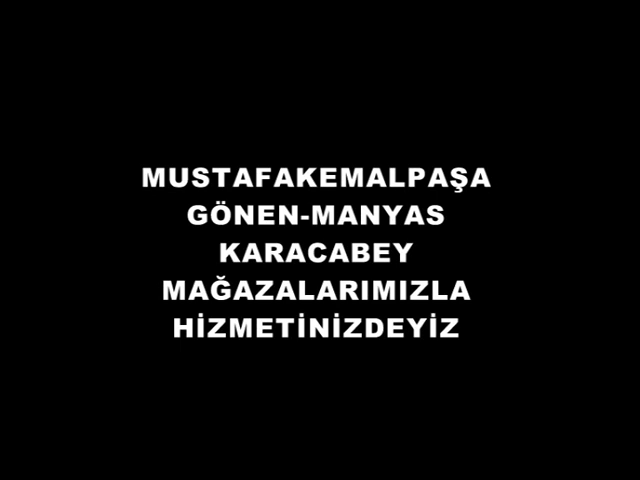 MUSTAFAKEMALPAŞA
GÖNEN-MANYAS
KARACABEY
MAĞAZALARIMIZLA
HİZMETİNİZDEYİZ